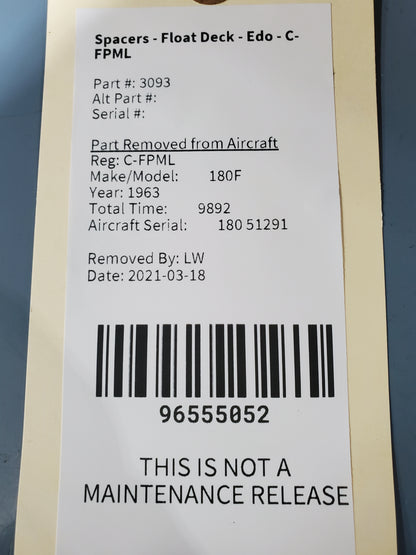 Spacers - Float Deck - Edo - C-
FPML
Part #: 3093
Alt Part #:
Serial #:
Part Removed from Aircraft
Reg: C-FPML
Make/Model: 180F
Year: 1963
Total Time: 9892
Aircraft Serial: 180 51291
Removed By: LW
Date: 2021-03-18
96555052
THIS IS NOT A
MAINTENANCE RELEASE